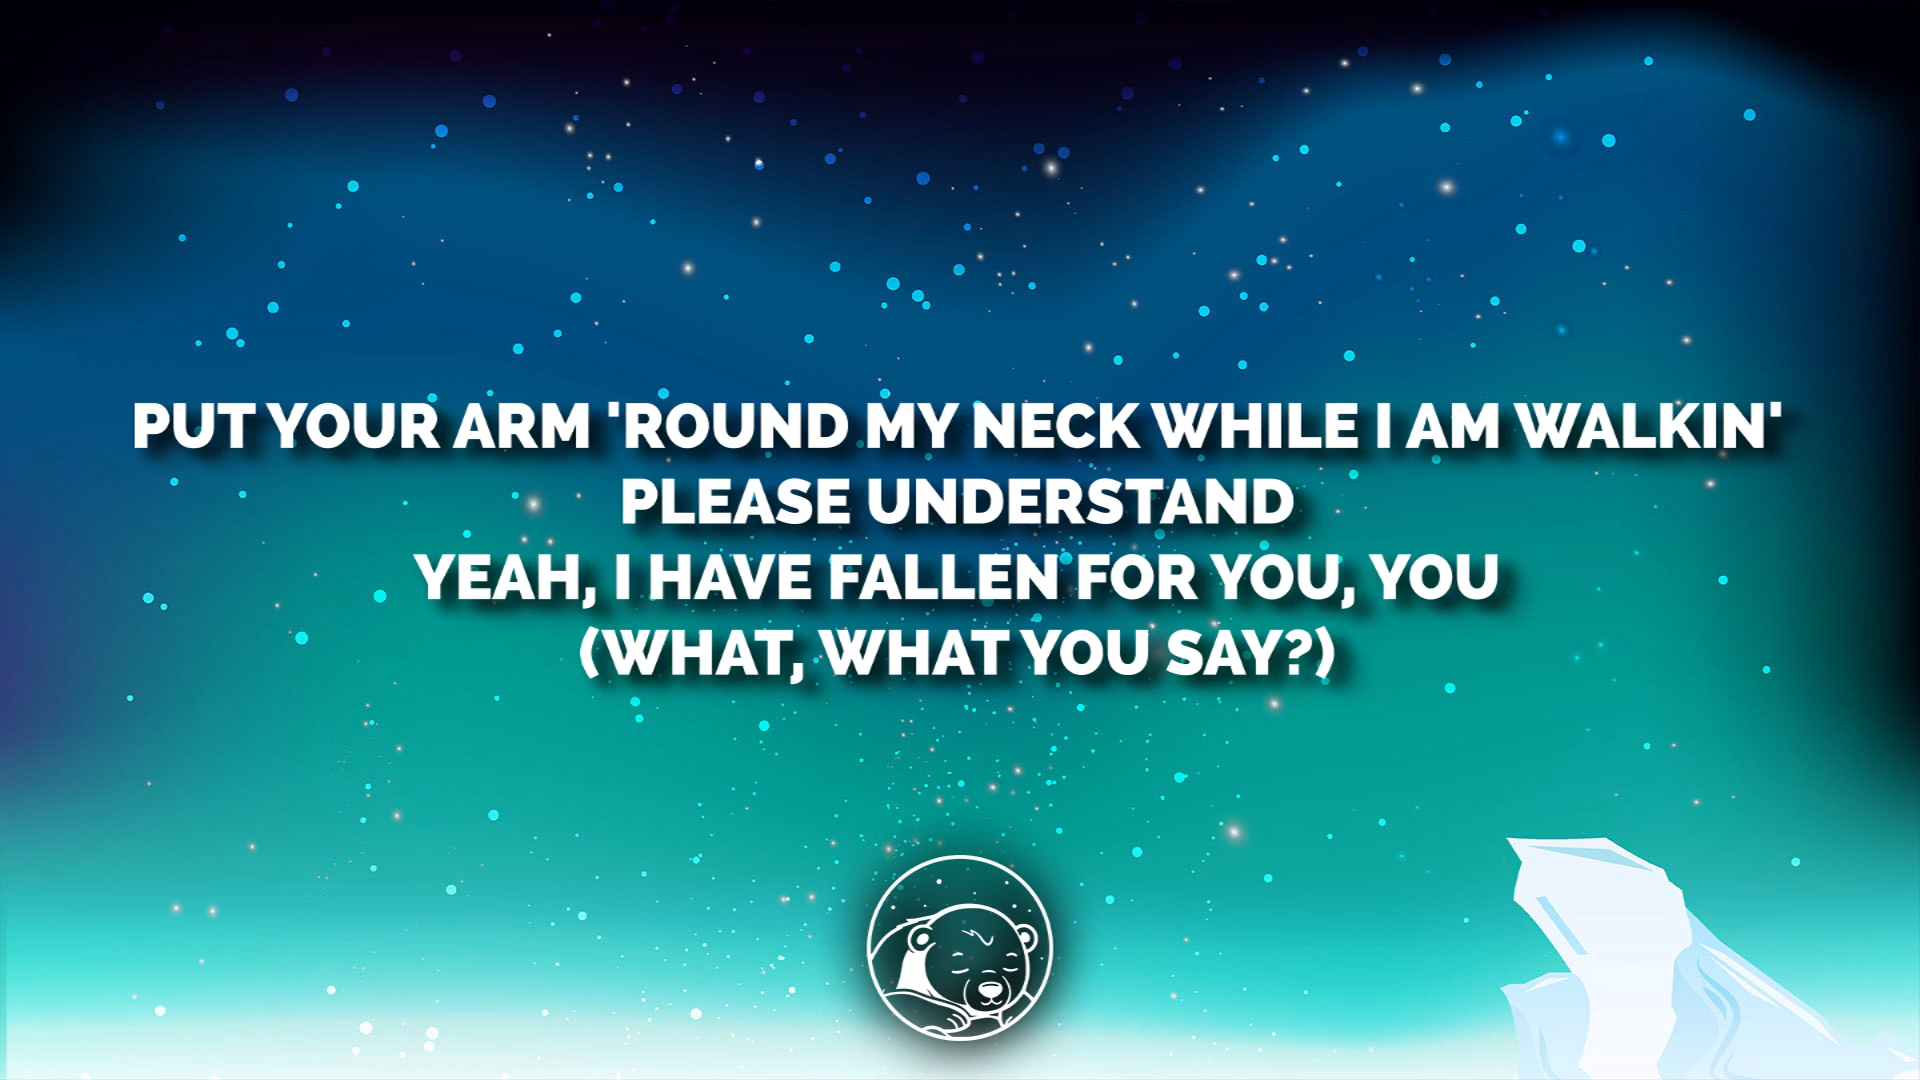 PUT YOUR ARM 'ROUND MY NECK WHILE I AM WALKIN'
PLEASE UNDERSTAND
YEAH, I HAVE FALLEN FOR YOU, YOU
(WHAT, WHAT YOU SAY?)